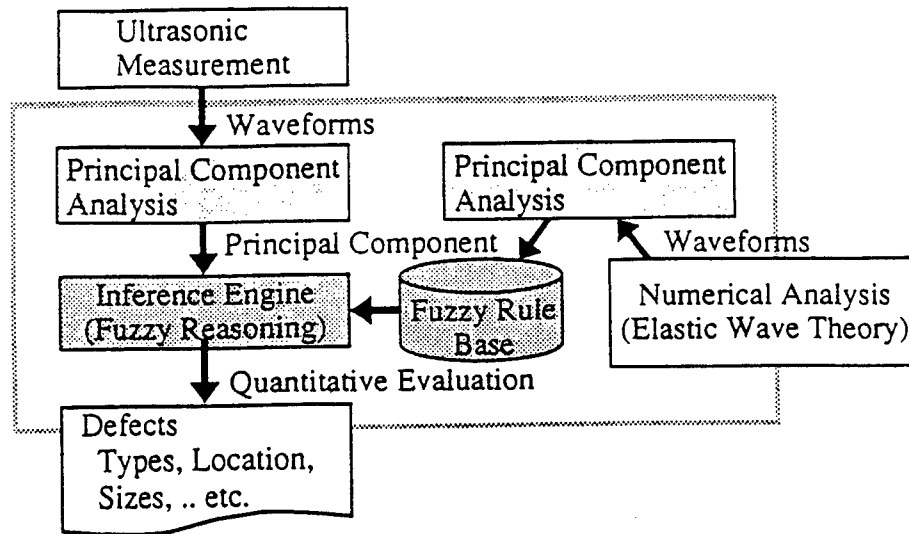 Ultrasonic
Measurement
Waveforms
Principal Component
Analysis
Principal Component
Analysis
Principal Component
Waveforms
Inference Engine
(Fuzzy Reasoning)
Fuzzy Rule
Base
Numerical Analysis
(Elastic Wave Theory)
Quantitative Evaluation
Defects
Types, Location,
Sizes, .. etc.